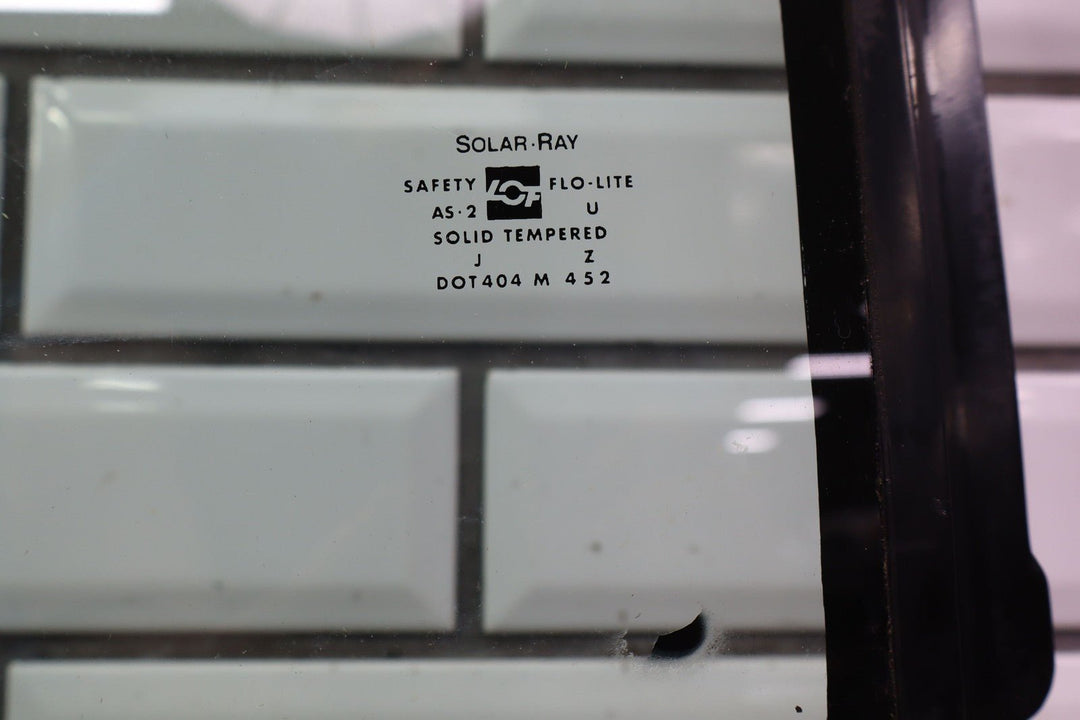 SOLAR·RAY
SAFETY LOF FLO-LITE
AS·2 U
SOLID TEMPERED
J Z
DOT404 M 452